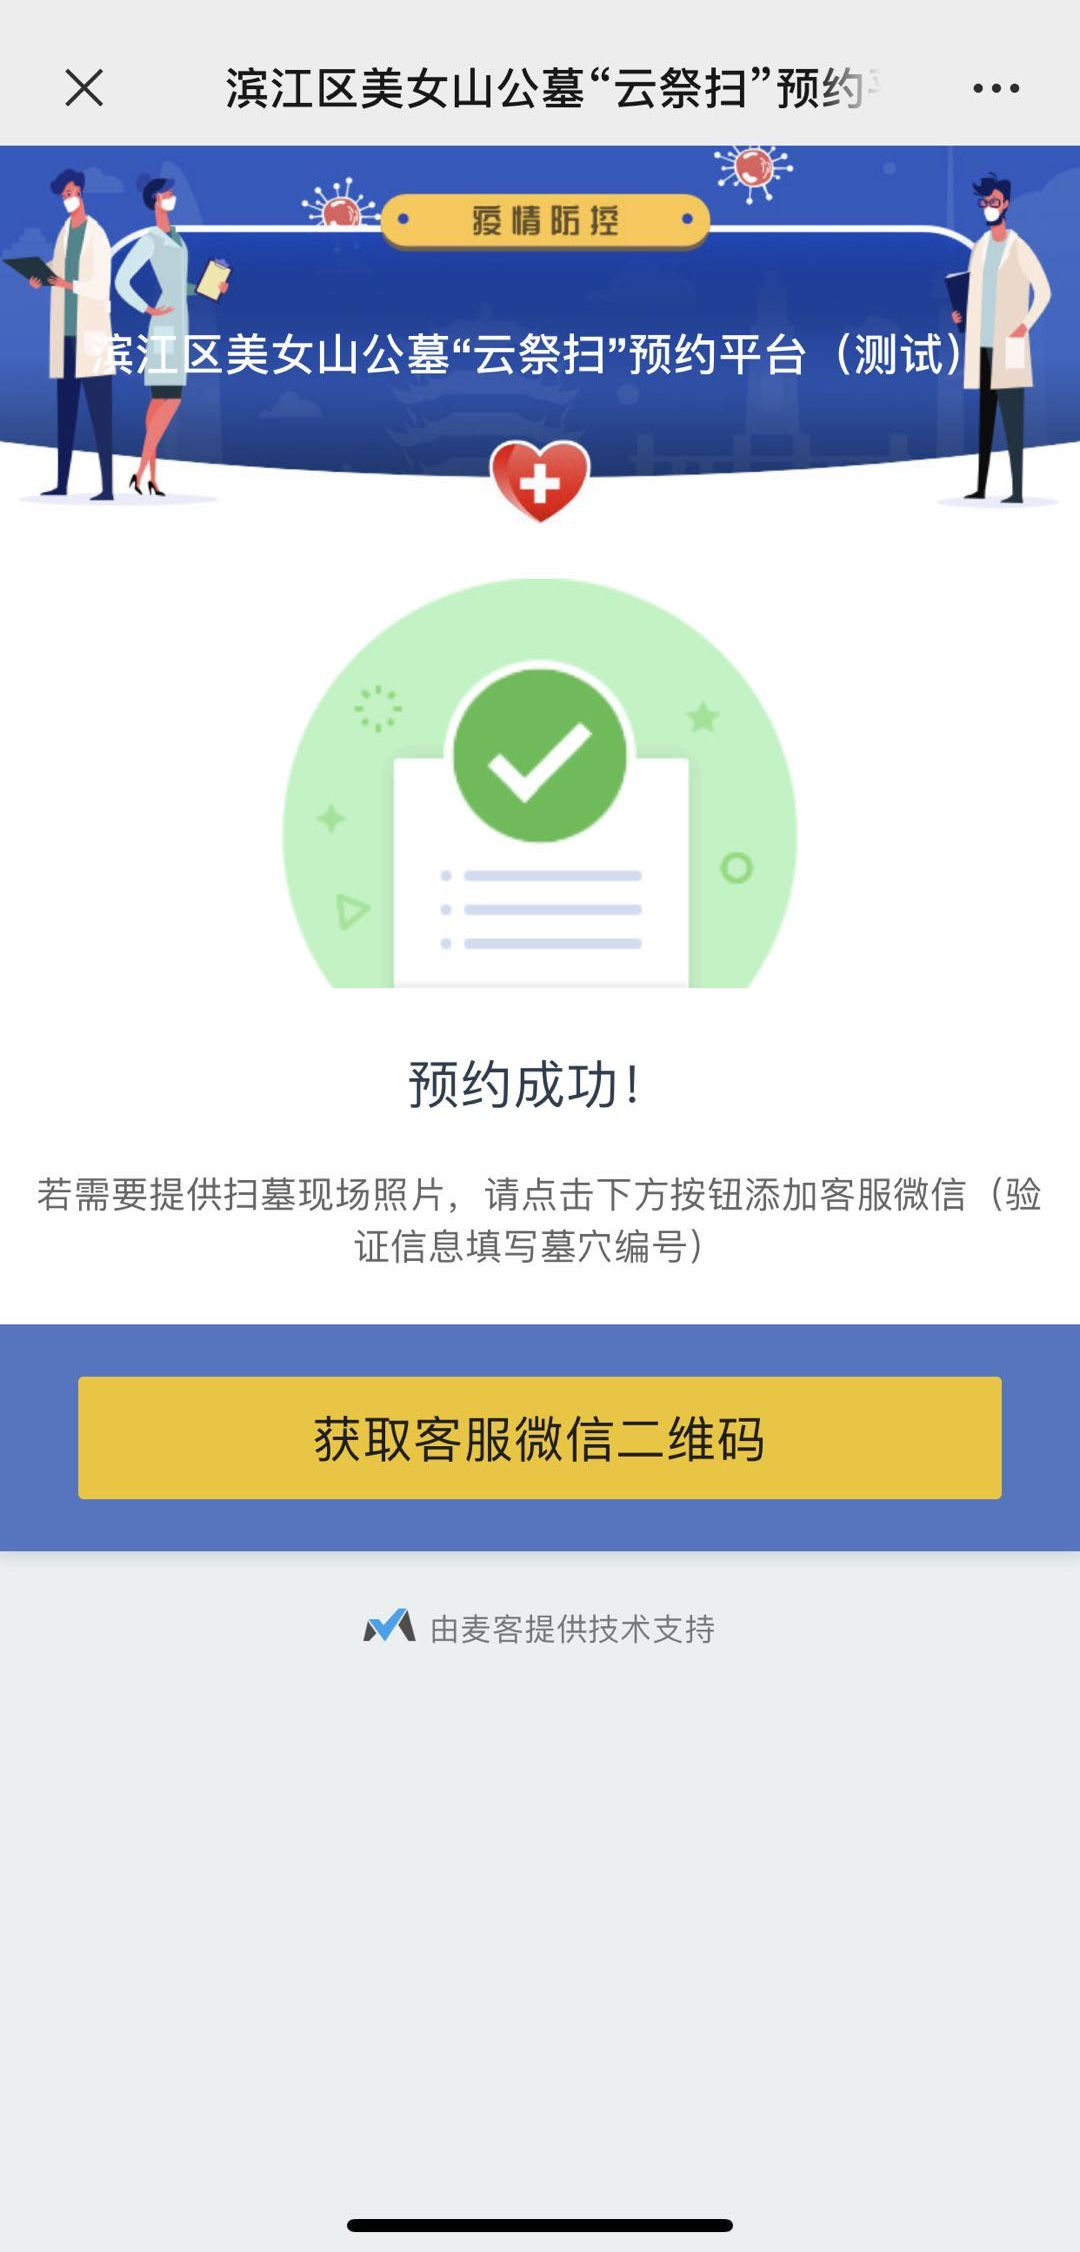 滨江区美女山公墓“云祭扫”预约
疫情防控
滨江区美女山公墓“云祭扫”预约平台（测试）
预约成功！
若需要提供扫墓现场照片，请点击下方按钮添加客服微信（验
证信息填写墓穴编号）
获取客服微信二维码
由麦客提供技术支持